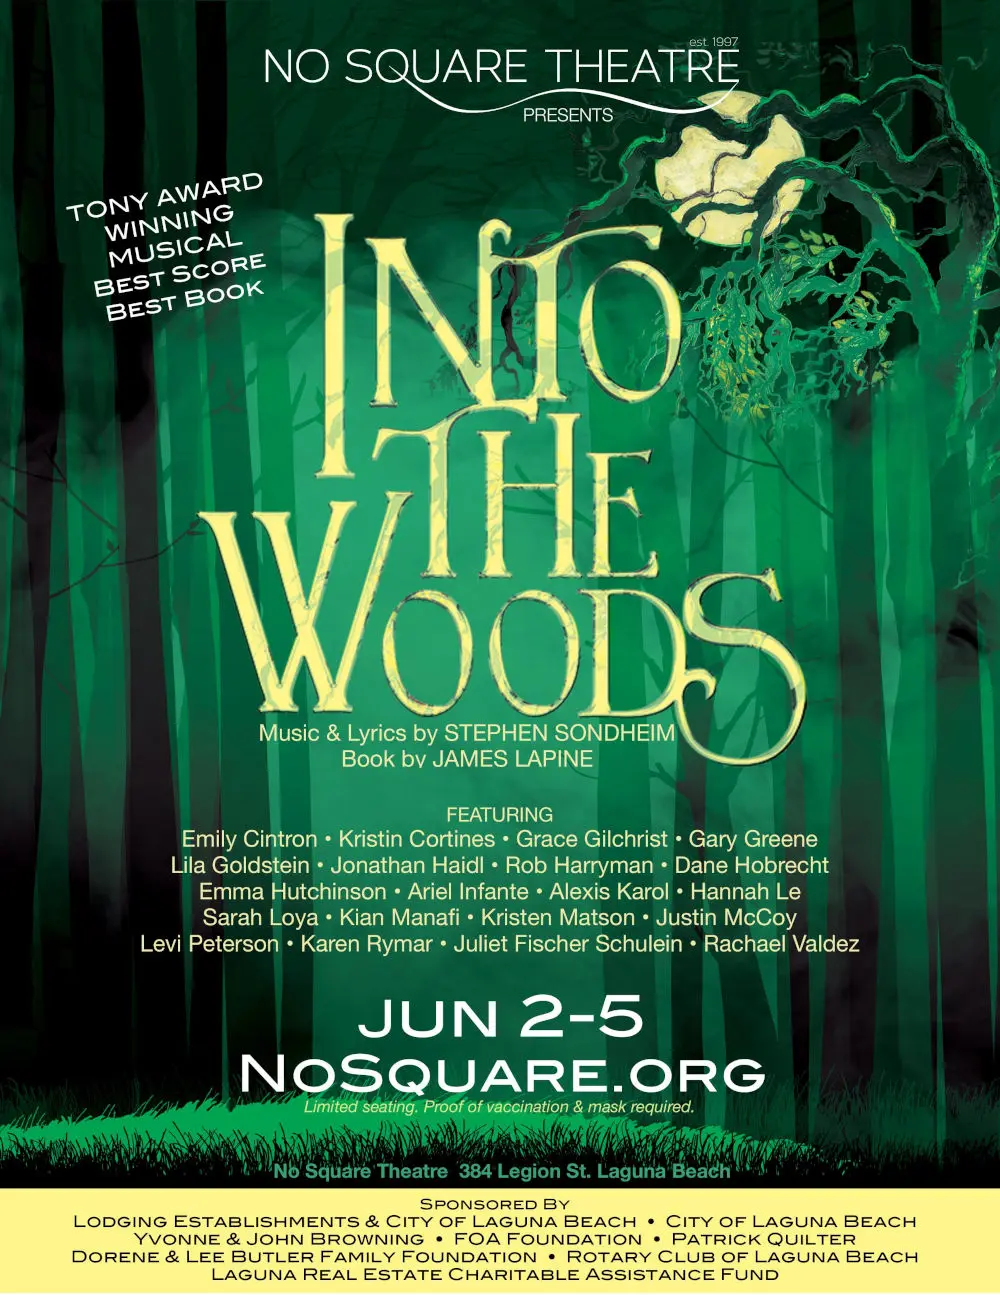 est. 1997
NO SQUARE THEATRE
PRESENTS
TONY AWARD
WINNING
MUSICAL
BEST SCORE
BEST BOOK
INTO
THE
WOODS
Music & Lyrics by STEPHEN SONDHEIM
Book by JAMES LAPINE
FEATURING
Emily Cintron • Kristin Cortines • Grace Gilchrist • Gary Greene
Lila Goldstein • Jonathan Haidl • Rob Harryman • Dane Hobrecht
Emma Hutchinson • Ariel Infante • Alexis Karol • Hannah Le
Sarah Loya • Kian Manafi • Kristen Matson • Justin McCoy
Levi Peterson • Karen Rymar • Juliet Fischer Schulein • Rachael Valdez
JUN 2-5
NOSQUARE.ORG
Limited seating. Proof of vaccination & mask required.
No Square Theatre 384 Legion St. Laguna Beach
SPONSORED BY
LODGING ESTABLISHMENTS & CITY OF LAGUNA BEACH • CITY OF LAGUNA BEACH
YVONNE & JOHN BROWNING • FOA FOUNDATION • PATRICK QUILTER
DORENE & LEE BUTLER FAMILY FOUNDATION • ROTARY CLUB OF LAGUNA BEACH
LAGUNA REAL ESTATE CHARITABLE ASSISTANCE FUND